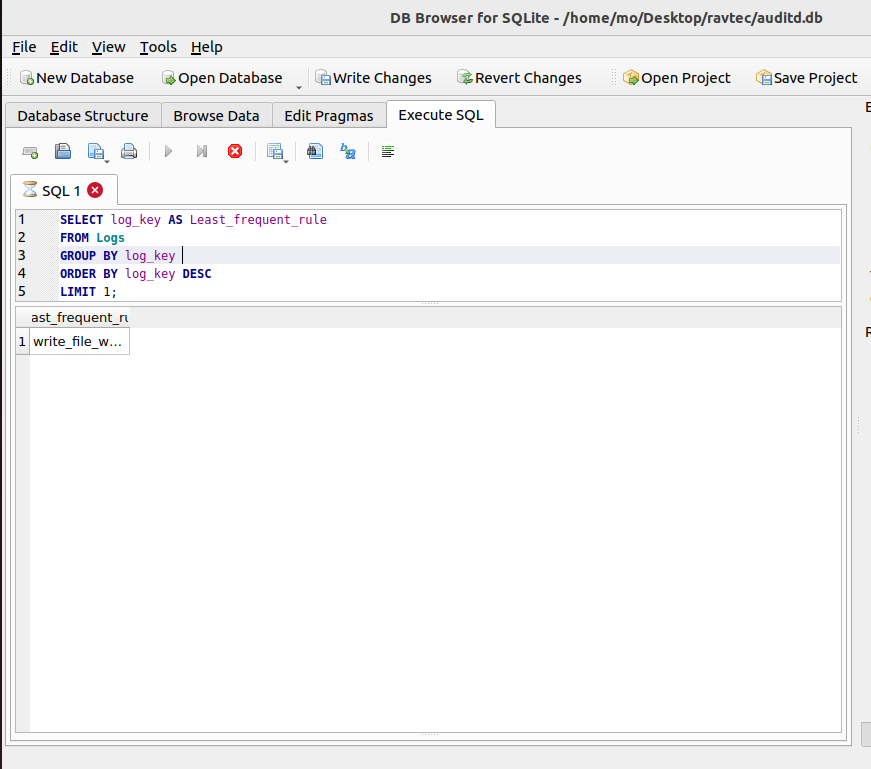 DB Browser for SQLite - /home/mo/Desktop/ravtec/auditd.db
File Edit View Tools Help
New Database Open Database Write Changes Revert Changes Open Project Save Project
Database Structure Browse Data Edit Pragmas Execute SQL
SQL 1
1 SELECT log_key AS Least_frequent_rule
2 FROM Logs
3 GROUP BY log_key
4 ORDER BY log_key DESC
5 LIMIT 1;
ast_frequent_ru
1 write_file_w...